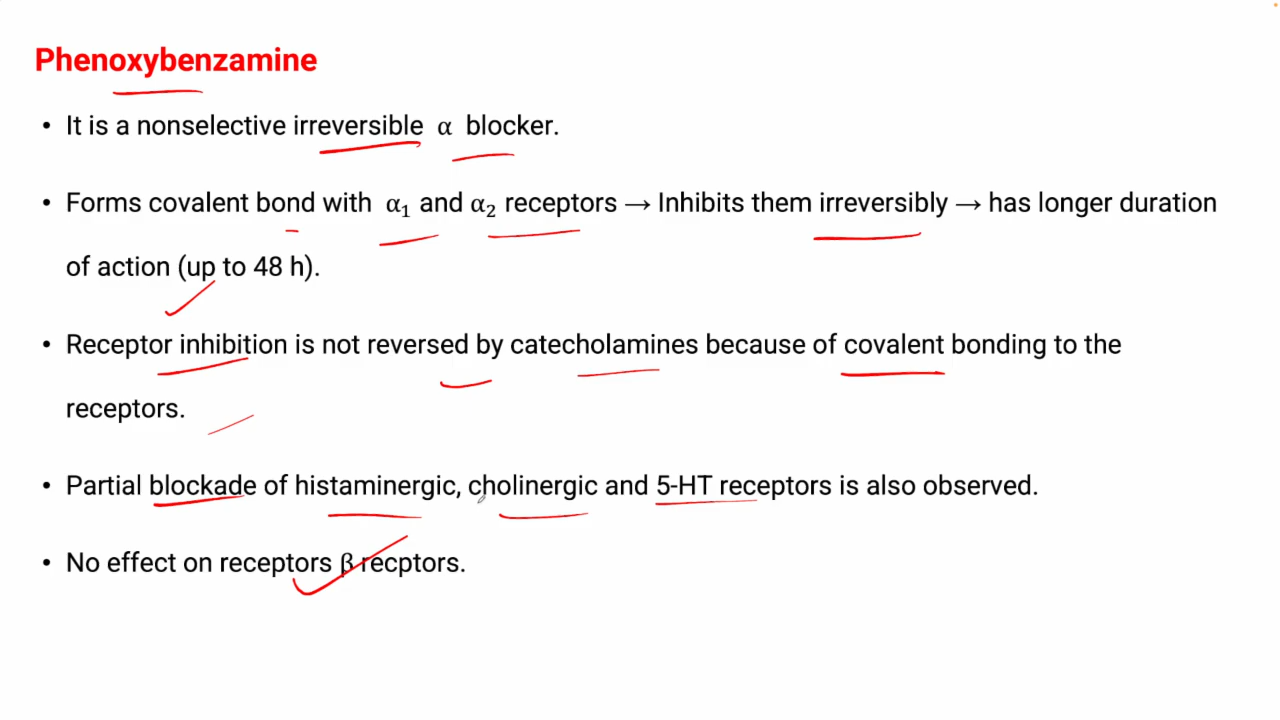 Phenoxybenzamine
• It is a nonselective irreversible α blocker.
• Forms covalent bond with α₁ and α₂ receptors → Inhibits them irreversibly → has longer duration
of action (up to 48 h).
• Receptor inhibition is not reversed by catecholamines because of covalent bonding to the
receptors.
• Partial blockade of histaminergic, cholinergic and 5-HT receptors is also observed.
• No effect on receptors β recptors.